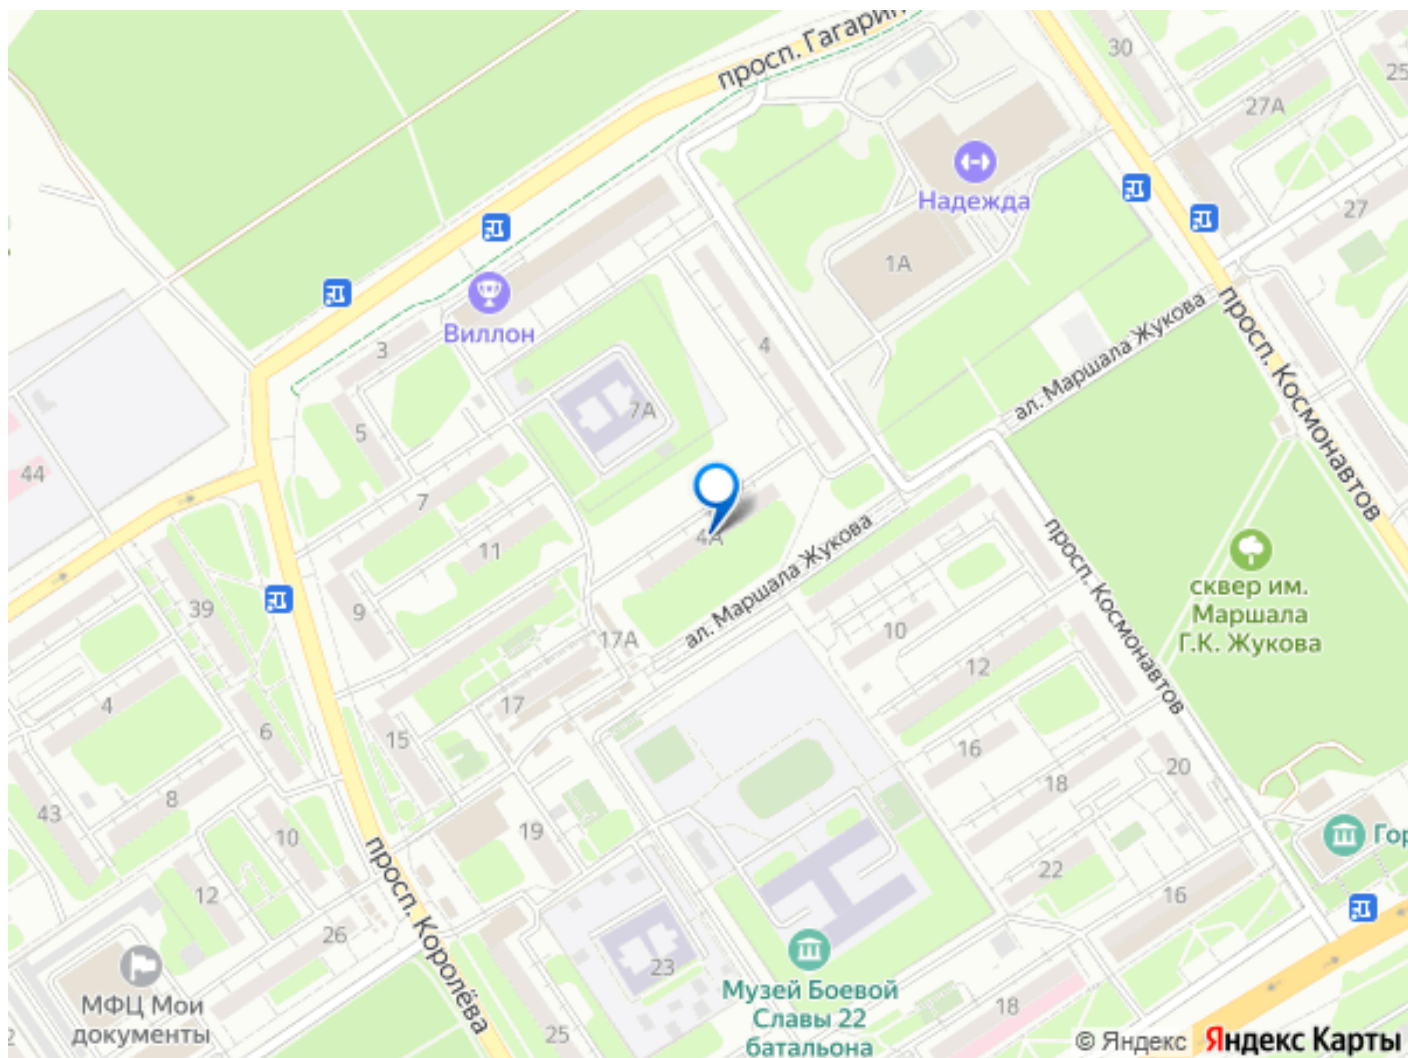 просп. Гагарин
30
25
27А
Надежда
27
1А
Виллон
3
4
ал. Маршала Жукова
просп. Космонавтов
7А
5
44
7
4А
11
ал. Маршала Жукова
просп. Космонавтов
сквер им.
Маршала
Г.К. Жукова
39
9
17А
10
12
4
17
6
15
16
18
20
8
43
10
19
Гор
просп. Королёва
22
12
16
26
23
МФЦ Мои
документы
Музей Боевой
Славы 22
батальона
18
25
2
© Яндекс Яндекс Карты